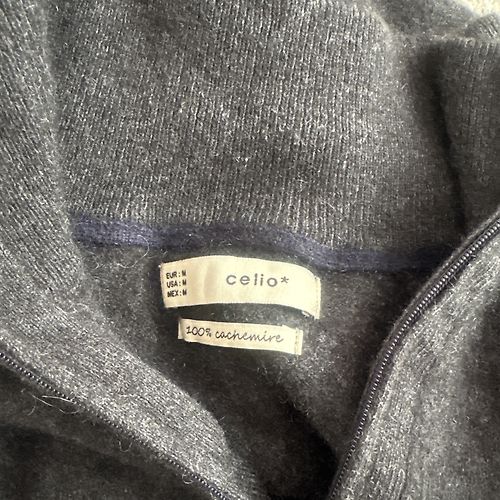 EUR : M
USA : M
MEX : M
celio*
100% cachemire